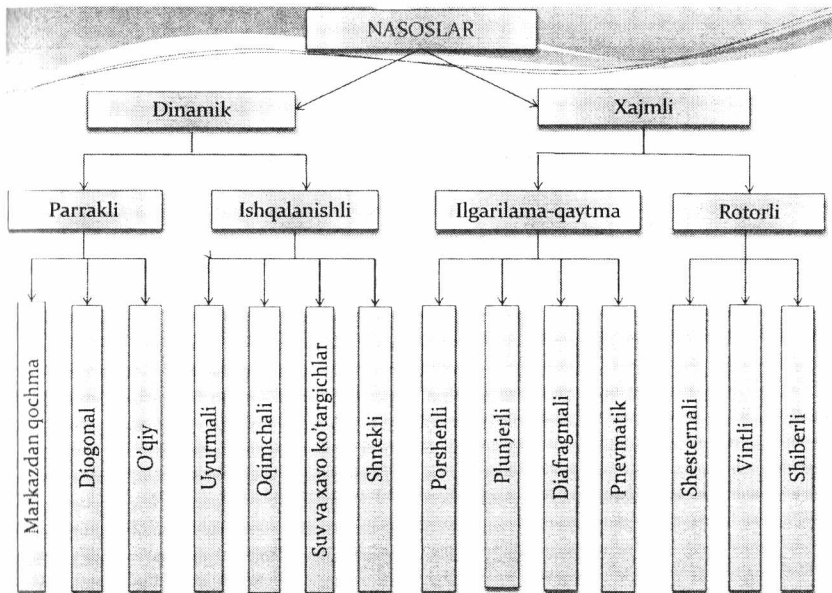 NASOSLAR
Dinamik
Xajmli
Parrakli
Ishqalanishli
Ilgarilama-qaytma
Rotorli
Markazdan qochma
Diogonal
O'qiy
Uyurmali
Oqimchali
Suv va xavo ko'targichlar
Shnekli
Porshenli
Plunjerli
Diafragmali
Pnevmatik
Shesternali
Vintli
Shiberli